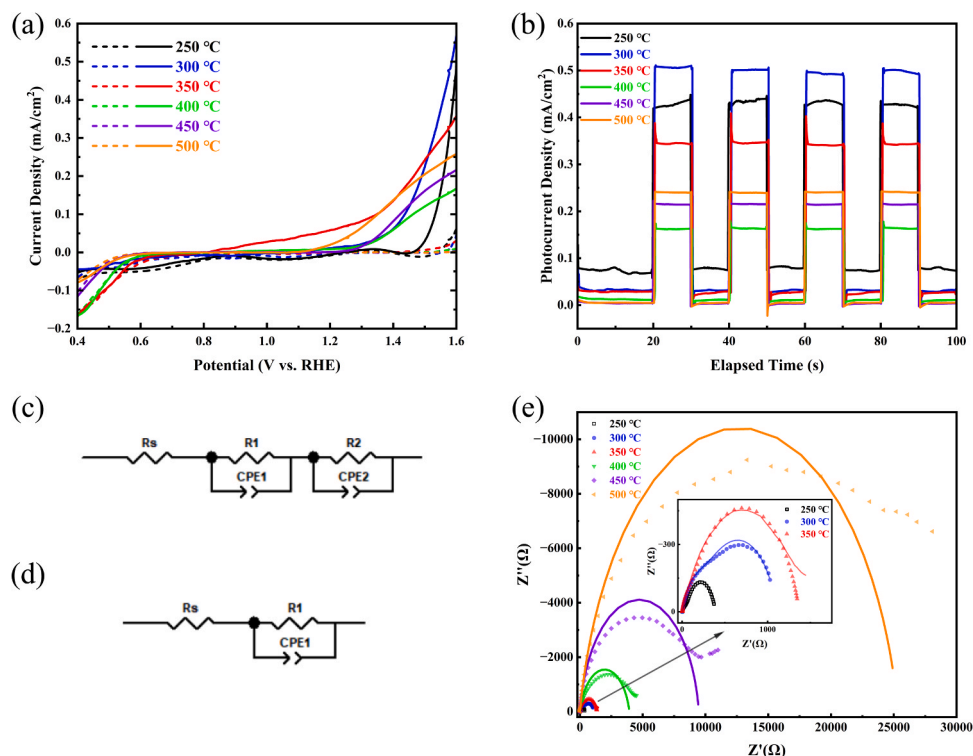 (a)
Current Density (mA/cm²)
0.6
0.5
0.4
0.3
0.2
0.1
0.0
−0.1
−0.2
250 °C
300 °C
350 °C
400 °C
450 °C
500 °C
0.4 0.6 0.8 1.0 1.2 1.4 1.6
Potential (V vs. RHE)
(b)
Photocurrent Density (mA/cm²)
0.6
0.5
0.4
0.3
0.2
0.1
0.0
250 °C
300 °C
350 °C
400 °C
450 °C
500 °C
0 20 40 60 80 100
Elapsed Time (s)
(c)
Rs R1 R2
CPE1 CPE2
(d)
Rs R1
CPE1
(e)
Z''(Ω)
−10000
−8000
−6000
−4000
−2000
0
250 °C
300 °C
350 °C
400 °C
450 °C
500 °C
Z''(Ω)
−300
0
250 °C
300 °C
350 °C
0 1000
Z'(Ω)
0 5000 10000 15000 20000 25000 30000
Z'(Ω)